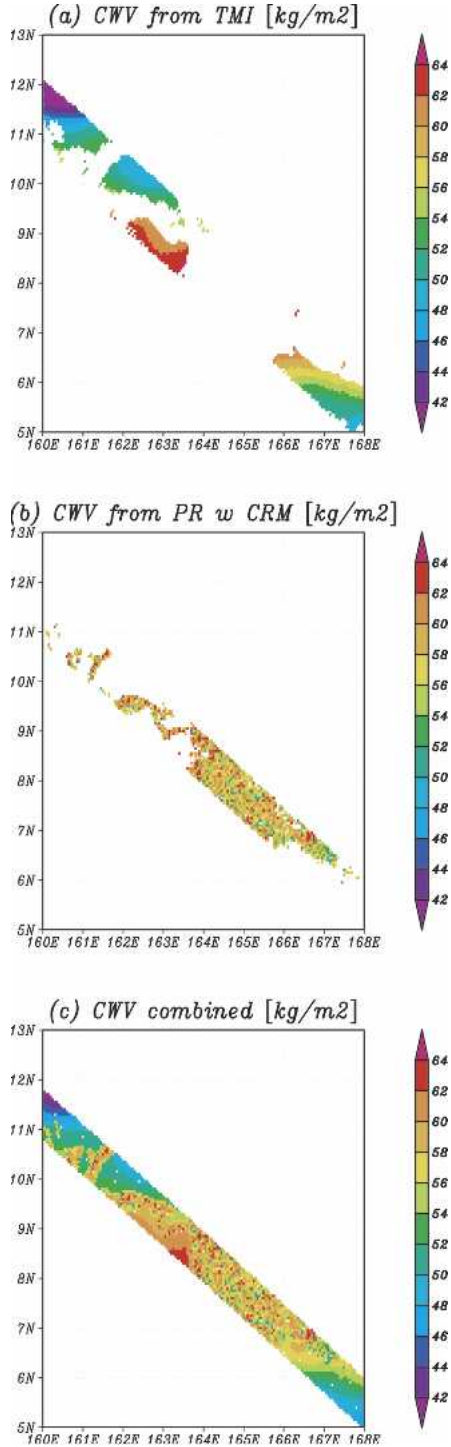 (a) CWV from TMI [kg/m2]
13N
12N
11N
10N
9N
8N
7N
6N
5N
160E 161E 162E 163E 164E 165E 166E 167E 168E
64
62
60
58
56
54
52
50
48
46
44
42
(b) CWV from PR w CRM [kg/m2]
13N
12N
11N
10N
9N
8N
7N
6N
5N
160E 161E 162E 163E 164E 165E 166E 167E 168E
64
62
60
58
56
54
52
50
48
46
44
42
(c) CWV combined [kg/m2]
13N
12N
11N
10N
9N
8N
7N
6N
5N
160E 161E 162E 163E 164E 165E 166E 167E 168E
64
62
60
58
56
54
52
50
48
46
44
42